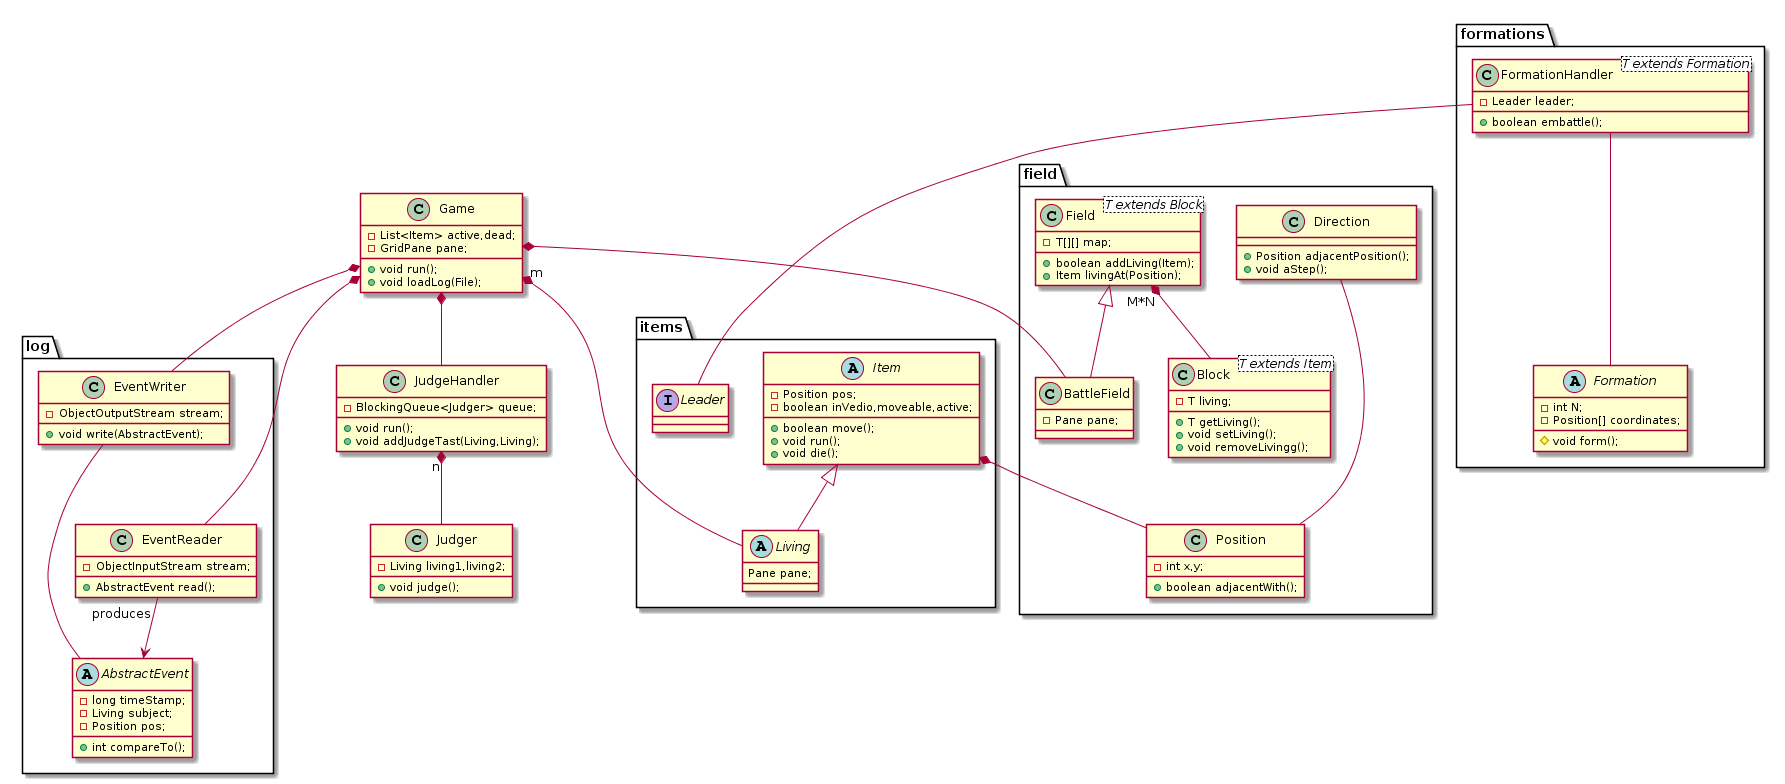 formations
C FormationHandler
T extends Formation
Leader leader;
boolean embattle();
A Formation
int N;
Position[] coordinates;
void form();
field
C Field
T extends Block
T[][] map;
boolean addLiving(Item);
Item livingAt(Position);
M*N
C Direction
Position adjacentPosition();
void aStep();
C BattleField
Pane pane;
C Block
T extends Item
T living;
T getLiving();
void setLiving();
void removeLivingg();
C Position
int x,y;
boolean adjacentWith();
C Game
List<Item> active,dead;
GridPane pane;
void run();
void loadLog(File);
m
C JudgeHandler
BlockingQueue<Judger> queue;
void run();
void addJudgeTast(Living,Living);
n
C Judger
Living living1,living2;
void judge();
items
I Leader
A Item
Position pos;
boolean inVedio,moveable,active;
boolean move();
void run();
void die();
A Living
Pane pane;
log
C EventWriter
ObjectOutputStream stream;
void write(AbstractEvent);
C EventReader
ObjectInputStream stream;
AbstractEvent read();
produces
A AbstractEvent
long timeStamp;
Living subject;
Position pos;
int compareTo();